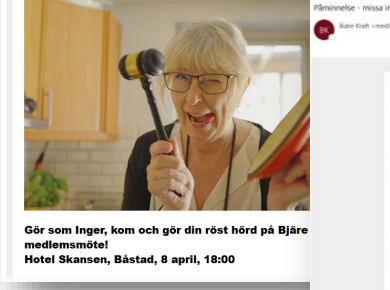 Påminnelse - missa in
BK
Bjäre Kraft <medl
Gör som Inger, kom och gör din röst hörd på Bjäre
medlemsmöte!
Hotel Skansen, Båstad, 8 april, 18:00